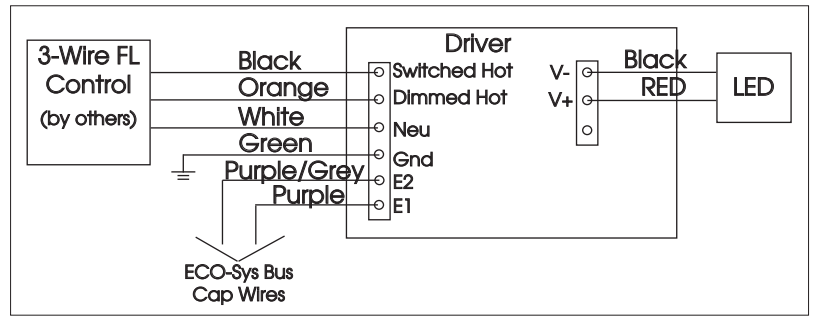 3-Wire FL
Control
(by others)
Black
Orange
White
Green
Purple/Grey
Purple
ECO-Sys Bus
Cap Wires
Driver
Switched Hot
Dimmed Hot
Neu
Gnd
E2
E1
V-
V+
Black
RED
LED